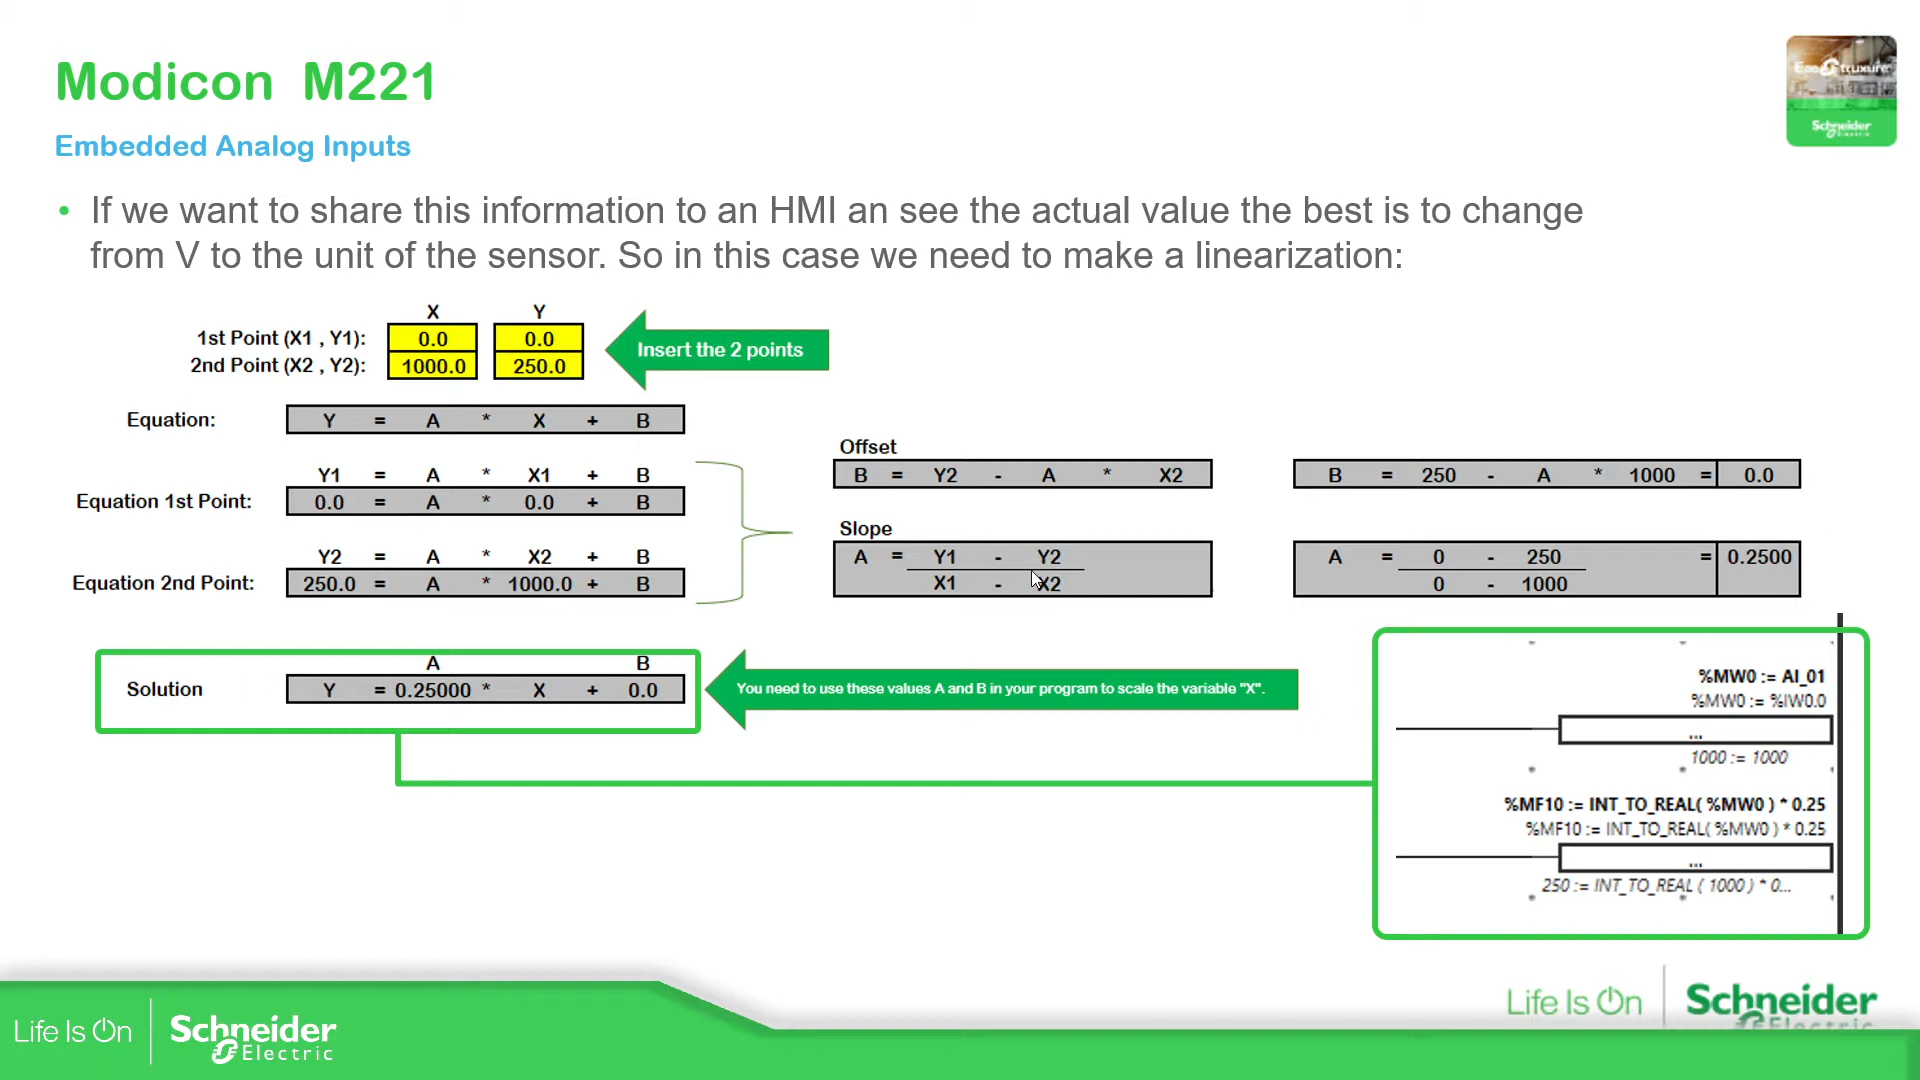 Modicon M221
EcoStruxure
Schneider
Electric
Embedded Analog Inputs
• If we want to share this information to an HMI an see the actual value the best is to change
from V to the unit of the sensor. So in this case we need to make a linearization:
X Y
1st Point (X1 , Y1): 0.0 0.0
2nd Point (X2 , Y2): 1000.0 250.0
Insert the 2 points
Equation: Y = A * X + B
Y1 = A * X1 + B
Equation 1st Point: 0.0 = A * 0.0 + B
Y2 = A * X2 + B
Equation 2nd Point: 250.0 = A * 1000.0 + B
Offset
B = Y2 - A * X2
B = 250 - A * 1000 = 0.0
Slope
A = Y1 - Y2
X1 - X2
A = 0 - 250 = 0.2500
0 - 1000
A B
Solution Y = 0.25000 * X + 0.0
You need to use these values A and B in your program to scale the variable "X".
%MW0 := AI_01
%MW0 := %IW0.0
...
1000 := 1000
%MF10 := INT_TO_REAL( %MW0 ) * 0.25
%MF10 := INT_TO_REAL( %MW0 ) * 0.25
...
250 := INT_TO_REAL ( 1000 ) * 0...
Life Is On Schneider
Electric
Life Is On Schneider
Electric